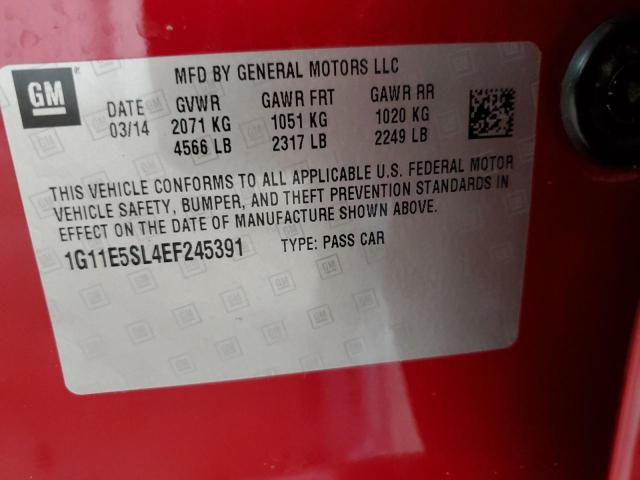 GM
MFD BY GENERAL MOTORS LLC
DATE GVWR GAWR FRT GAWR RR
03/14 2071 KG 1051 KG 1020 KG
4566 LB 2317 LB 2249 LB
THIS VEHICLE CONFORMS TO ALL APPLICABLE U.S. FEDERAL MOTOR
VEHICLE SAFETY, BUMPER, AND THEFT PREVENTION STANDARDS IN
EFFECT ON THE DATE OF MANUFACTURE SHOWN ABOVE.
1G11E5SL4EF245391 TYPE: PASS CAR